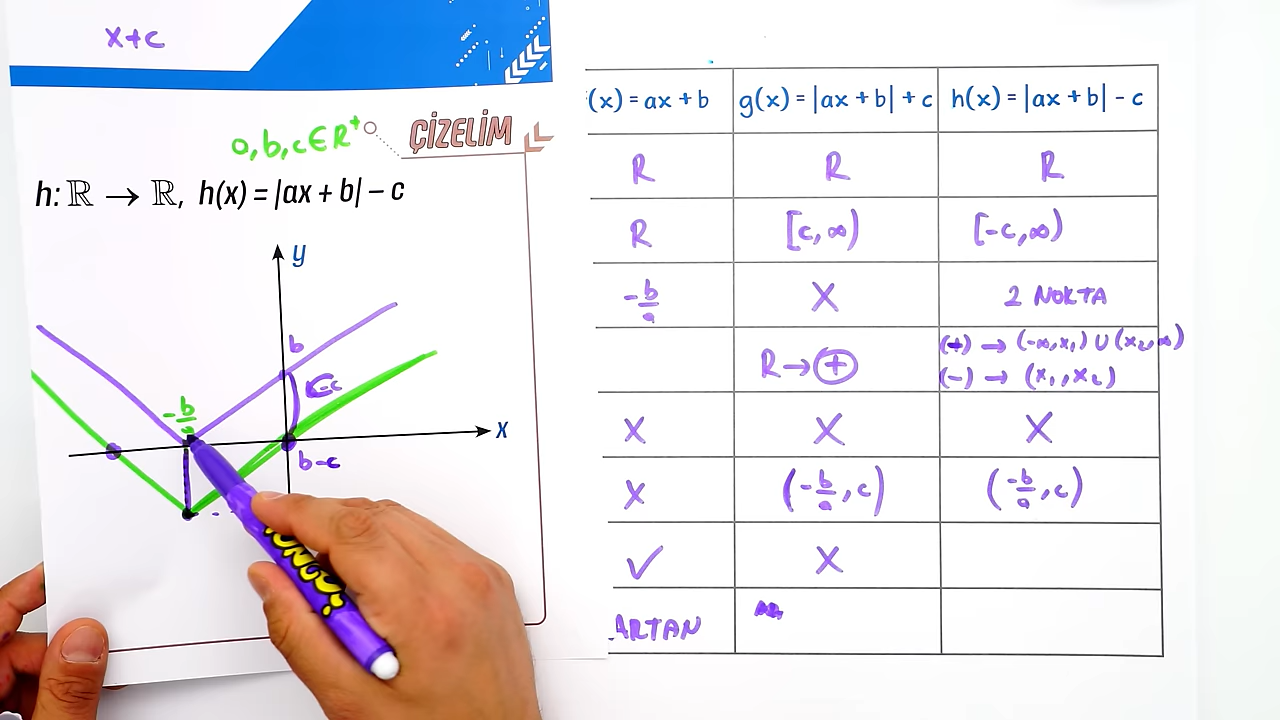 x+c
a,b,c∈R⁺
ÇİZELİM
h: ℝ → ℝ, h(x) = |ax + b| − c
y
b
-c
-b/a
x
b-c
(x) = ax + b g(x) = |ax + b| + c h(x) = |ax + b| - c
R R R
R [c, ∞) [-c, ∞)
-b/a X 2 NOKTA
(+) → (-∞, x₁) ∪ (x₂, ∞)
R → (+)
(-) → (x₁, x₂)
X X X
X (-b/a, c) (-b/a, c)
✓ X
ARTAN